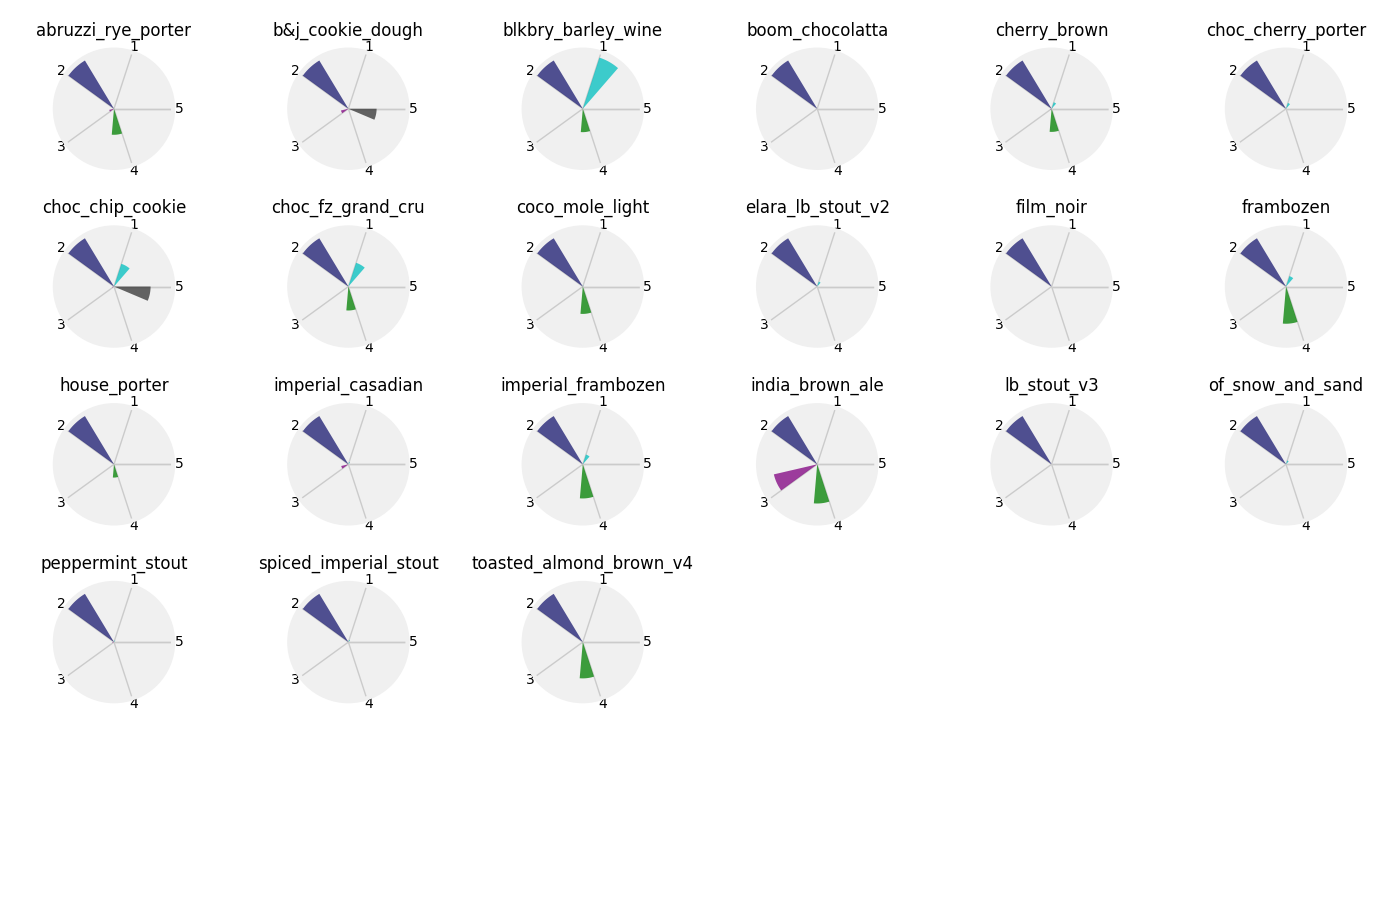 abruzzi_rye_porter b&j_cookie_dough blkbry_barley_wine boom_chocolatta cherry_brown choc_cherry_porter
1 1 1 1 1 1
2 2 2 2 2 2
5 5 5 5 5 5
3 3 3 3 3 3
4 4 4 4 4 4
choc_chip_cookie choc_fz_grand_cru coco_mole_light elara_lb_stout_v2 film_noir frambozen
1 1 1 1 1 1
2 2 2 2 2 2
5 5 5 5 5 5
3 3 3 3 3 3
4 4 4 4 4 4
house_porter imperial_casadian imperial_frambozen india_brown_ale lb_stout_v3 of_snow_and_sand
1 1 1 1 1 1
2 2 2 2 2 2
5 5 5 5 5 5
3 3 3 3 3 3
4 4 4 4 4 4
peppermint_stout spiced_imperial_stout toasted_almond_brown_v4
1 1 1
2 2 2
5 5 5
3 3 3
4 4 4